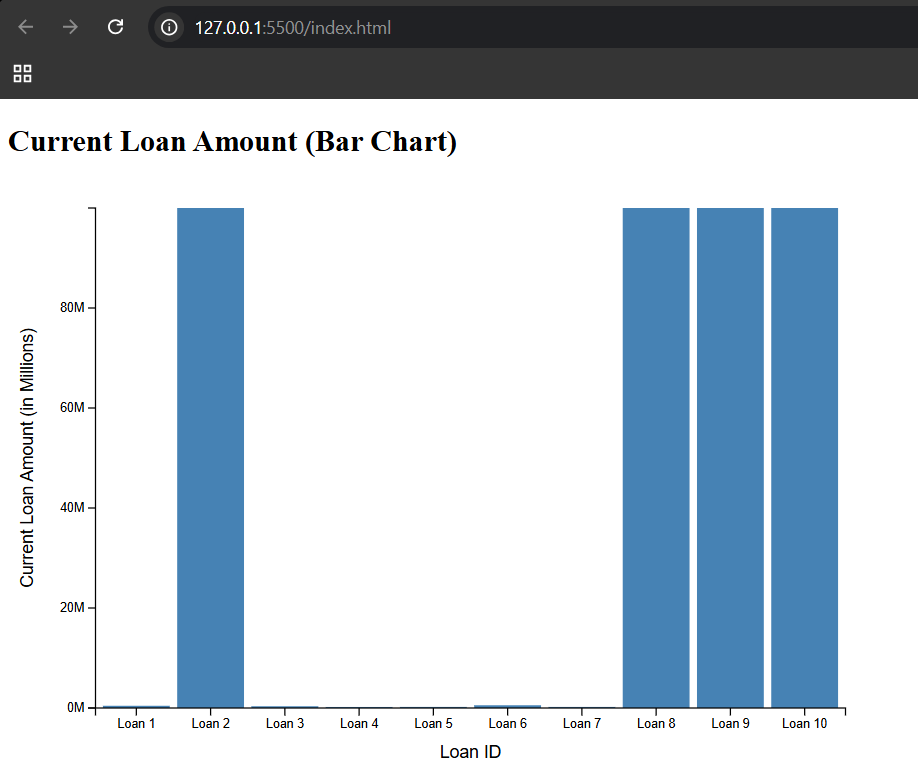 127.0.0.1:5500/index.html
Current Loan Amount (Bar Chart)
Current Loan Amount (in Millions)
80M
60M
40M
20M
0M
Loan 1 Loan 2 Loan 3 Loan 4 Loan 5 Loan 6 Loan 7 Loan 8 Loan 9 Loan 10
Loan ID